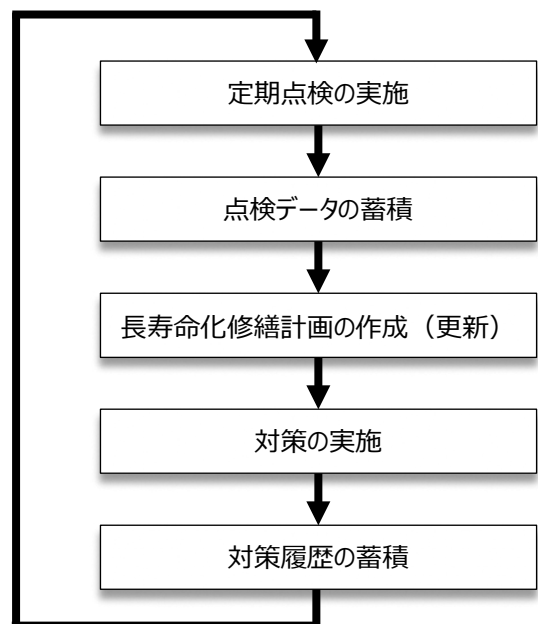 定期点検の実施
点検データの蓄積
長寿命化修繕計画の作成（更新）
対策の実施
対策履歴の蓄積